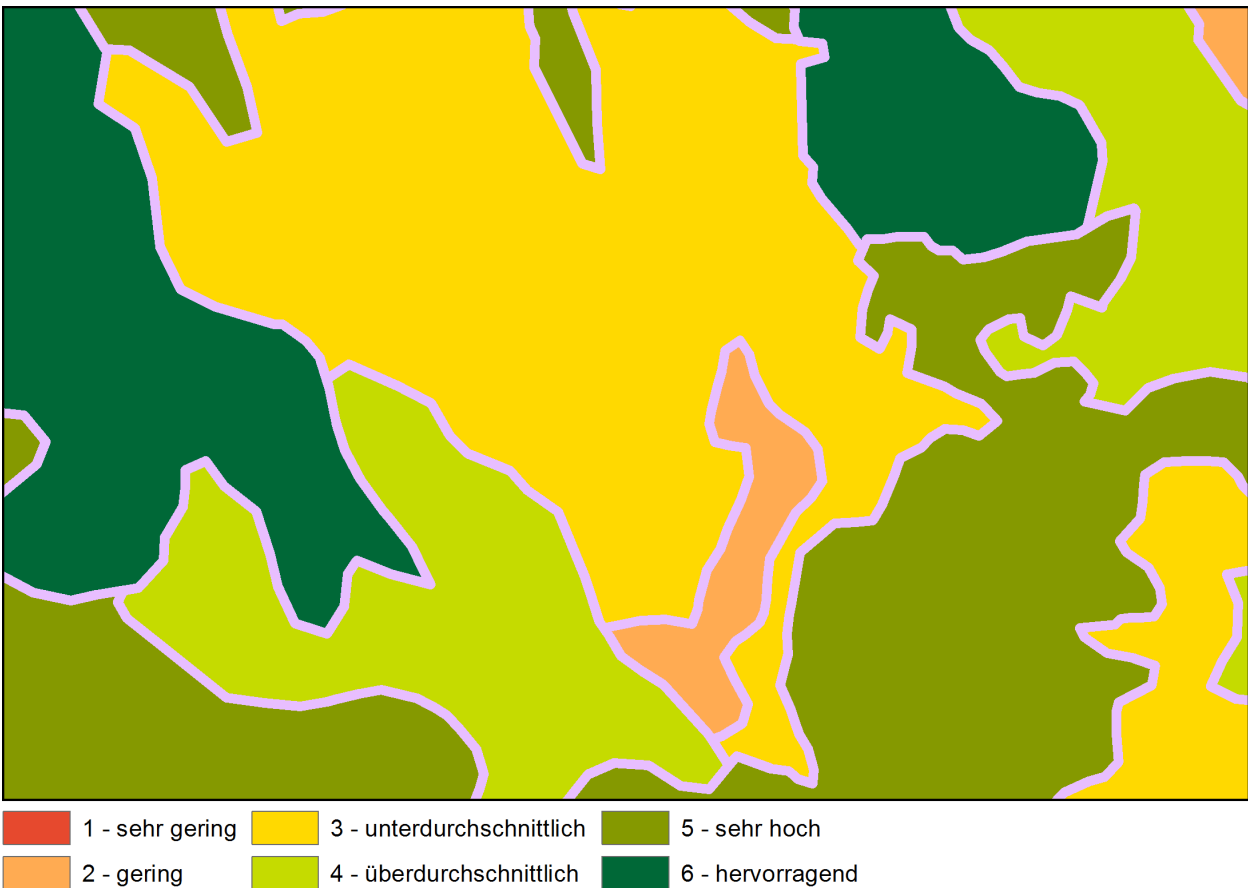 1 - sehr gering 3 - unterdurchschnittlich 5 - sehr hoch
2 - gering 4 - überdurchschnittlich 6 - hervorragend